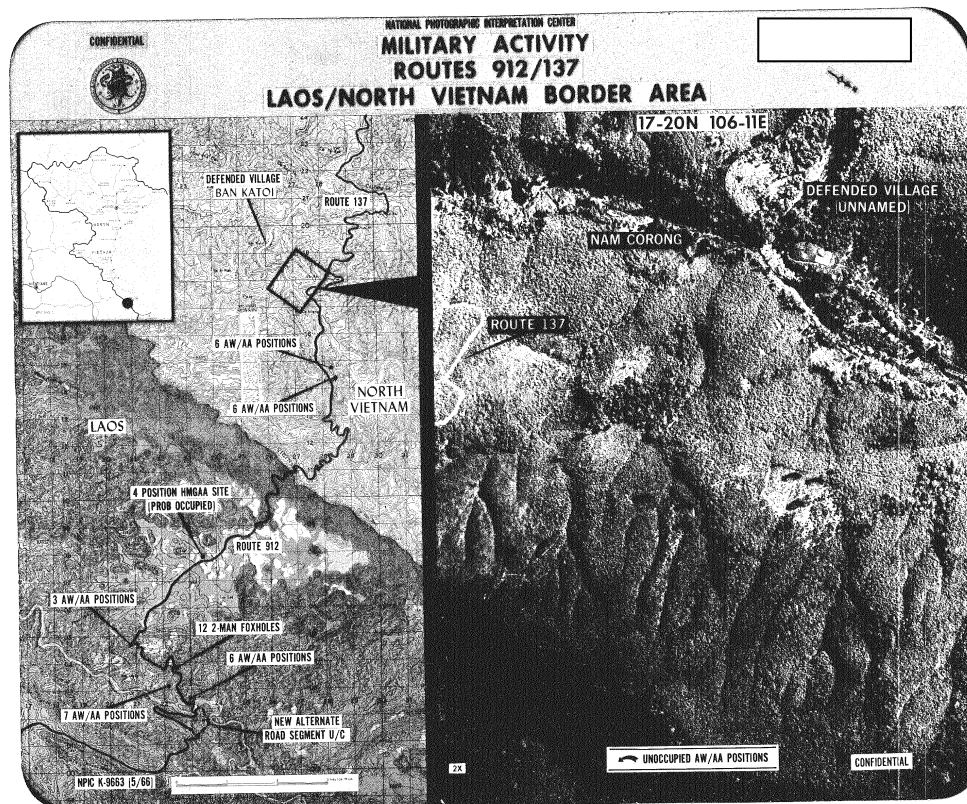 NATIONAL PHOTOGRAPHIC INTERPRETATION CENTER
CONFIDENTIAL
MILITARY ACTIVITY
ROUTES 912/137
LAOS/NORTH VIETNAM BORDER AREA
17-20N 106-11E
DEFENDED VILLAGE
BAN KATOI
ROUTE 137
6 AW/AA POSITIONS
6 AW/AA POSITIONS
NORTH
VIETNAM
LAOS
4 POSITION HMGAA SITE
(PROB OCCUPIED)
ROUTE 912
3 AW/AA POSITIONS
12 2-MAN FOXHOLES
6 AW/AA POSITIONS
7 AW/AA POSITIONS
NEW ALTERNATE
ROAD SEGMENT U/C
NPIC K-9663 (5/66)
DEFENDED VILLAGE
UNNAMED
NAM CORONG
ROUTE 137
2X
UNOCCUPIED AW/AA POSITIONS
CONFIDENTIAL